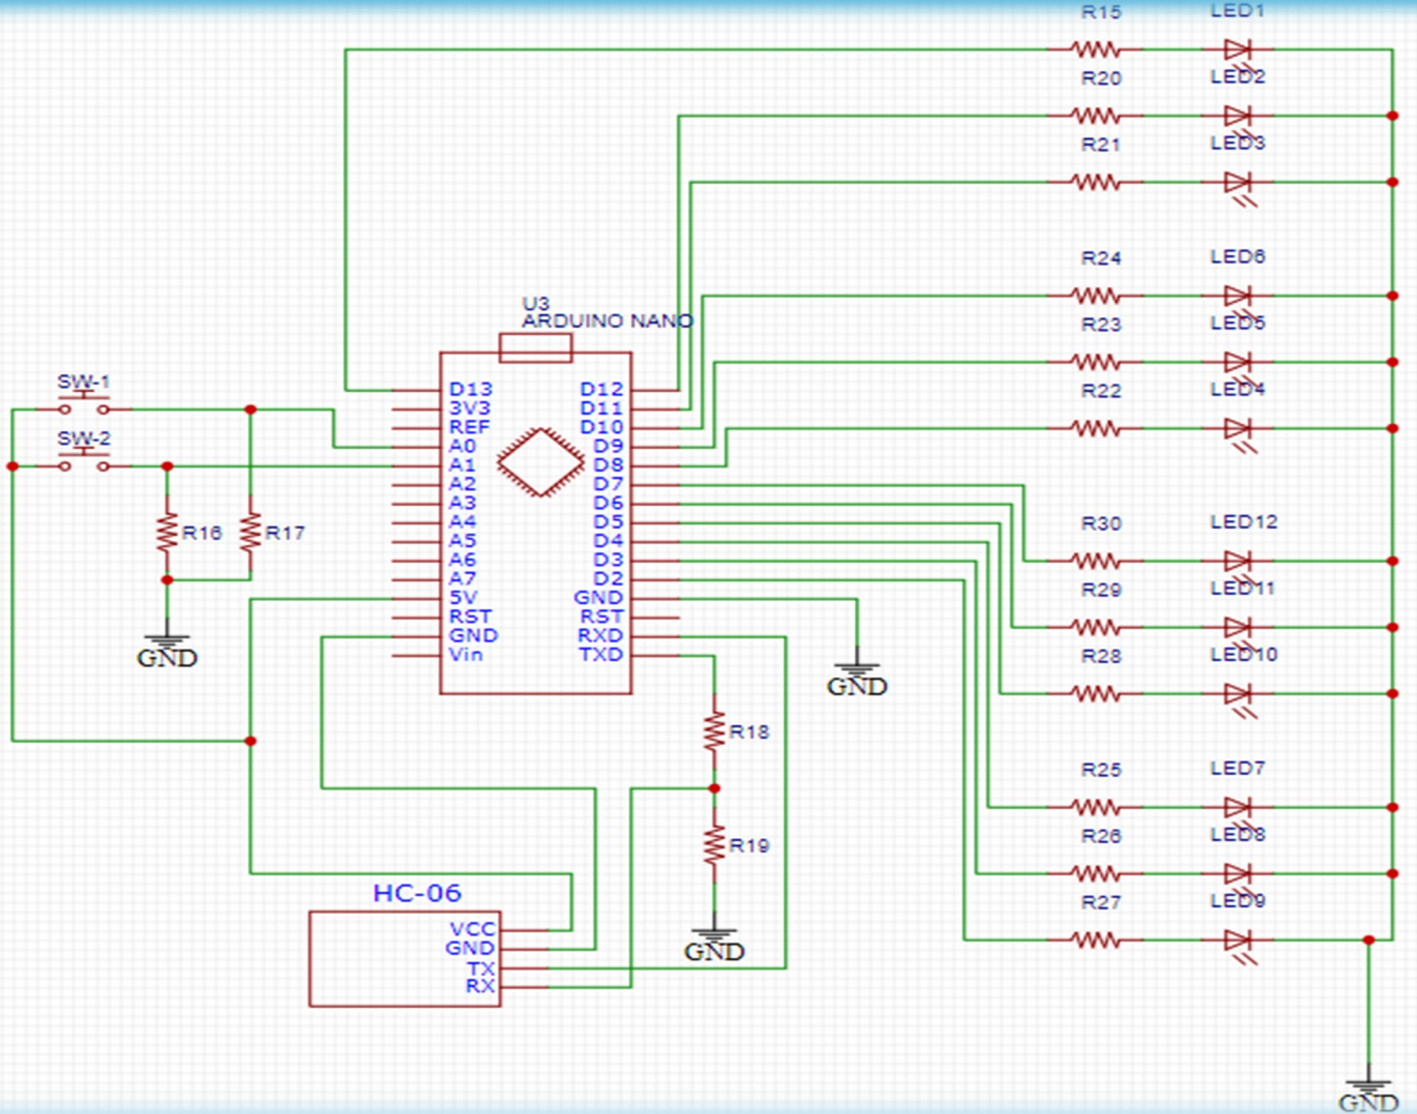 R15 LED1
R20 LED2
R21 LED3
R24 LED6
R23 LED5
R22 LED4
U3
ARDUINO NANO
SW-1
SW-2
R16 R17
GND
D13 D12
3V3 D11
REF D10
A0 D9
A1 D8
A2 D7
A3 D6
A4 D5
A5 D4
A6 D3
A7 D2
5V GND
RST RST
GND RXD
Vin TXD
GND
R30 LED12
R29 LED11
R28 LED10
R18
R19
GND
R25 LED7
R26 LED8
R27 LED9
HC-06
VCC
GND
TX
RX
GND